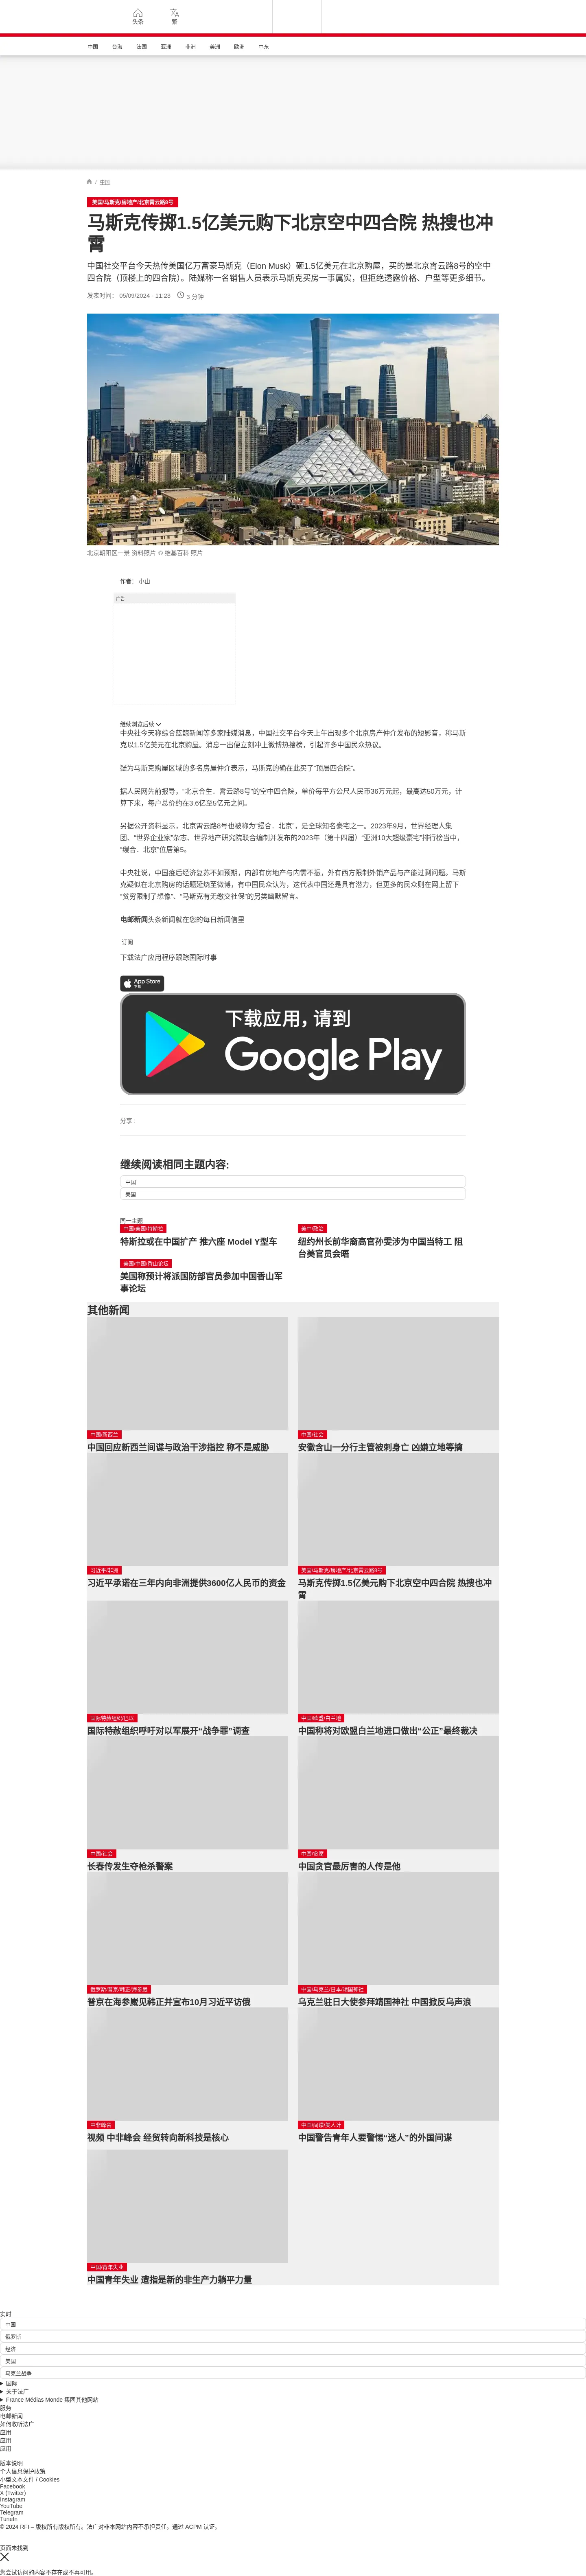 头条
繁
中国
台海
法国
亚洲
非洲
美洲
欧洲
中东
/ 中国
美国/马斯克/房地产/北京霄云路8号
马斯克传掷1.5亿美元购下北京空中四合院 热搜也冲
霄
中国社交平台今天热传美国亿万富豪马斯克（Elon Musk）砸1.5亿美元在北京购屋，买的是北京霄云路8号的空中
四合院（顶楼上的四合院）。陆媒称一名销售人员表示马斯克买房一事属实，但拒绝透露价格、户型等更多细节。
发表时间： 05/09/2024 - 11:23
3 分钟
北京朝阳区一景 资料照片 © 维基百科 照片
作者： 小山
广告
继续浏览后续
中央社今天称综合蓝鲸新闻等多家陆媒消息，中国社交平台今天上午出现多个北京房产仲介发布的短影音，称马斯
克以1.5亿美元在北京购屋。消息一出便立刻冲上微博热搜榜，引起许多中国民众热议。
疑为马斯克购屋区域的多名房屋仲介表示，马斯克的确在此买了“顶层四合院”。
据人民网先前报导，“北京合生．霄云路8号”的空中四合院，单价每平方公尺人民币36万元起，最高达50万元，计
算下来，每户总价约在3.6亿至5亿元之间。
另据公开资料显示，北京霄云路8号也被称为“缦合．北京”，是全球知名豪宅之一。2023年9月，世界经理人集
团、“世界企业家”杂志、世界地产研究院联合编制并发布的2023年（第十四届）“亚洲10大超级豪宅”排行榜当中，
“缦合．北京”位居第5。
中央社说，中国疫后经济复苏不如预期，内部有房地产与内需不振，外有西方限制外销产品与产能过剩问题。马斯
克疑似在北京购房的话题延烧至微博，有中国民众认为，这代表中国还是具有潜力，但更多的民众则在网上留下
“贫穷限制了想像”、“马斯克有无缴交社保”的另类幽默留言。
电邮新闻头条新闻就在您的每日新闻信里
订阅
下载法广应用程序跟踪国际时事
App Store
下载
下载应用，请到
Google Play
分享 :
继续阅读相同主题内容:
中国
美国
同一主题
中国/美国/特斯拉
特斯拉或在中国扩产 推六座 Model Y型车
美中/政治
纽约州长前华裔高官孙雯涉为中国当特工 阻
台美官员会晤
美国/中国/香山论坛
美国称预计将派国防部官员参加中国香山军
事论坛
其他新闻
中国/新西兰
中国回应新西兰间谍与政治干涉指控 称不是威胁
中国/社会
安徽含山一分行主管被刺身亡 凶嫌立地等擒
习近平/非洲
习近平承诺在三年内向非洲提供3600亿人民币的资金
美国/马斯克/房地产/北京霄云路8号
马斯克传掷1.5亿美元购下北京空中四合院 热搜也冲
霄
国际特赦组织/巴以
国际特赦组织呼吁对以军展开“战争罪”调查
中国/欧盟/白兰地
中国称将对欧盟白兰地进口做出“公正”最终裁决
中国/社会
长春传发生夺枪杀警案
中国/贪腐
中国贪官最厉害的人传是他
俄罗斯/普京/韩正/海参崴
普京在海参崴见韩正并宣布10月习近平访俄
中国/乌克兰/日本/靖国神社
乌克兰驻日大使参拜靖国神社 中国掀反乌声浪
中非峰会
视频 中非峰会 经贸转向新科技是核心
中国/间谍/美人计
中国警告青年人要警惕“迷人”的外国间谍
中国/青年失业
中国青年失业 遭指是新的非生产力躺平力量
实时
中国
俄罗斯
经济
美国
乌克兰战争
国际
关于法广
France Médias Monde 集团其他网站
服务
电邮新闻
如何收听法广
应用
应用
应用
版本说明
个人信息保护政策
小型文本文件 / Cookies
Facebook
X (Twitter)
Instagram
YouTube
Telegram
TuneIn
© 2024 RFI – 版权所有版权所有。法广对非本网站内容不承担责任。通过 ACPM 认证。
页面未找到
您尝试访问的内容不存在或不再可用。